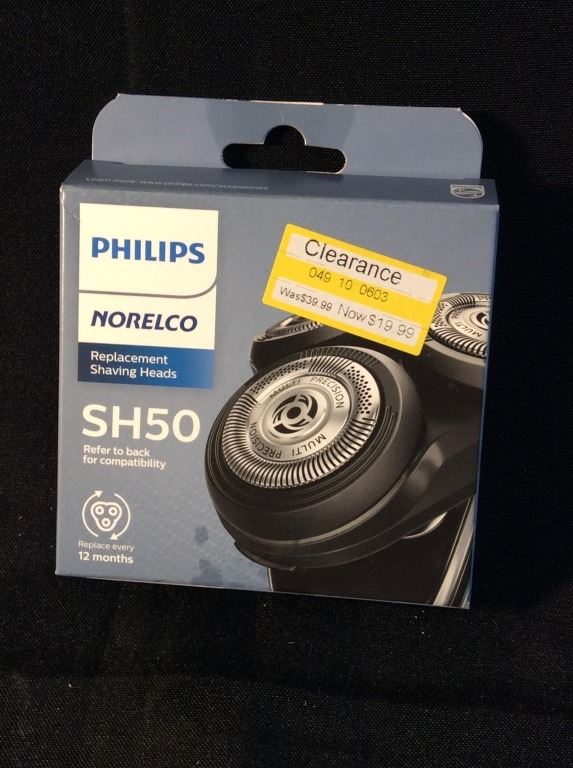 Learn more: www.philips.com/accessories
PHILIPS
NORELCO
Replacement
Shaving Heads
SH50
Refer to back
for compatibility
Replace every
12 months
Clearance
049 10 0603
Was$39.99 Now$19.99
MULTI PRECISION
MULTI PRECISION
MULTI